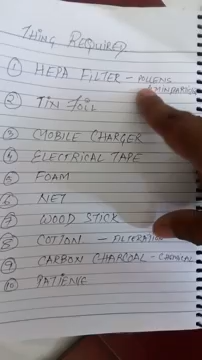 THING REQUIRED
① HEPA FILTER - POLLENS
② TIN FOIL
③ MOBILE CHARGER
④ ELECTRICAL TAPE
⑤ FOAM
⑥ NET
⑦ WOOD STICK
⑧ COTTON -
⑨ CARBON CHARCOAL - CHEMICAL
⑩ PATIENE